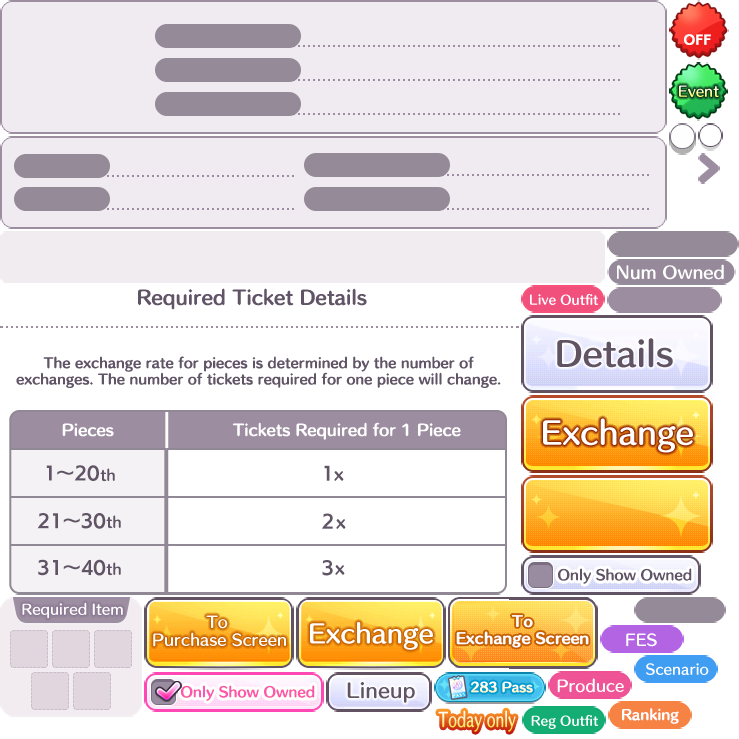 OFF
Event
Num Owned
Required Ticket Details
Live Outfit
The exchange rate for pieces is determined by the number of
exchanges. The number of tickets required for one piece will change.
Details
Pieces
Tickets Required for 1 Piece
Exchange
1～20th
1x
21～30th
2x
31～40th
3x
Only Show Owned
Required Item
To
Purchase Screen
Exchange
To
Exchange Screen
FES
Scenario
Only Show Owned
Lineup
283 Pass
Produce
Today only
Reg Outfit
Ranking